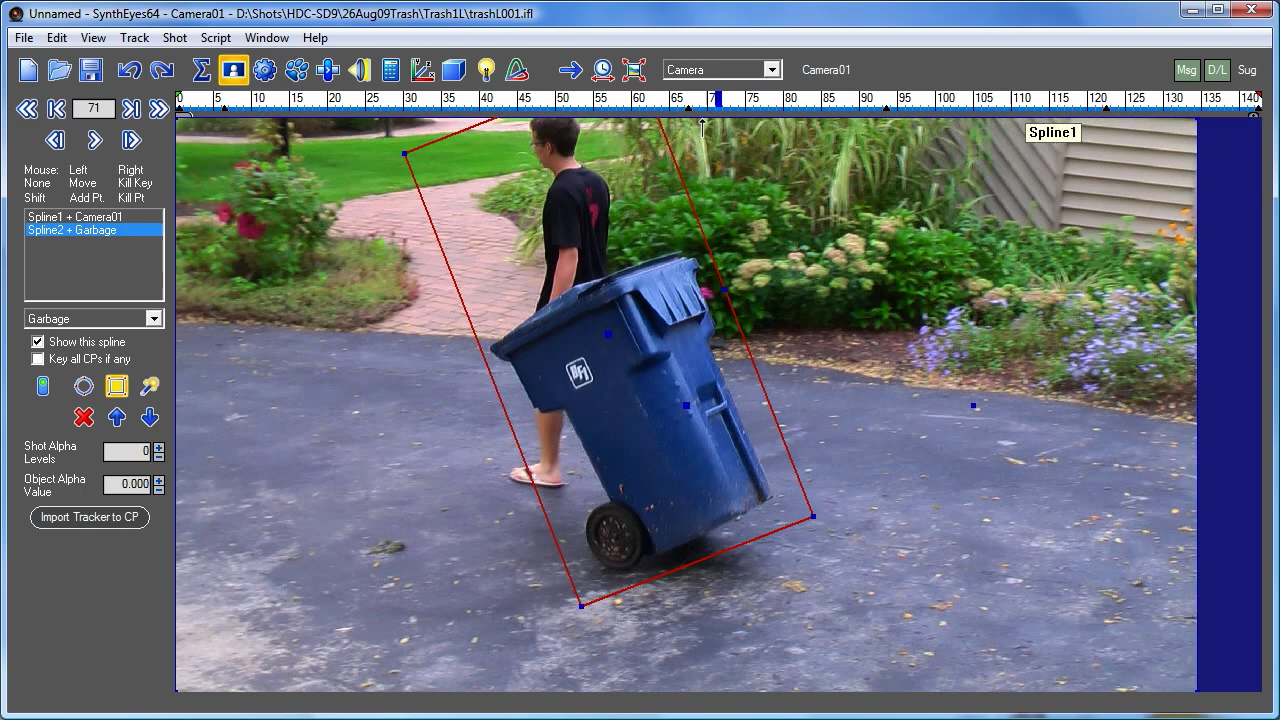 Unnamed - SynthEyes64 - Camera01 - D:\Shots\HDC-SD9\26Aug09Trash\Trash1L\trashL001.ifl
File Edit View Track Shot Script Window Help
Camera Camera01 Msg D/L Sug
71
0 5 10 15 20 25 30 35 40 45 50 55 60 65 70 75 80 85 90 95 100 105 110 115 120 125 130 135 140
Spline1
Mouse: Left Right
None Move Kill Key
Shift Add Pt. Kill Pt
Spline1 + Camera01
Spline2 + Garbage
Garbage
Show this spline
Key all CPs if any
BFI
Shot Alpha
Levels 0
Object Alpha
Value 0.000
Import Tracker to CP